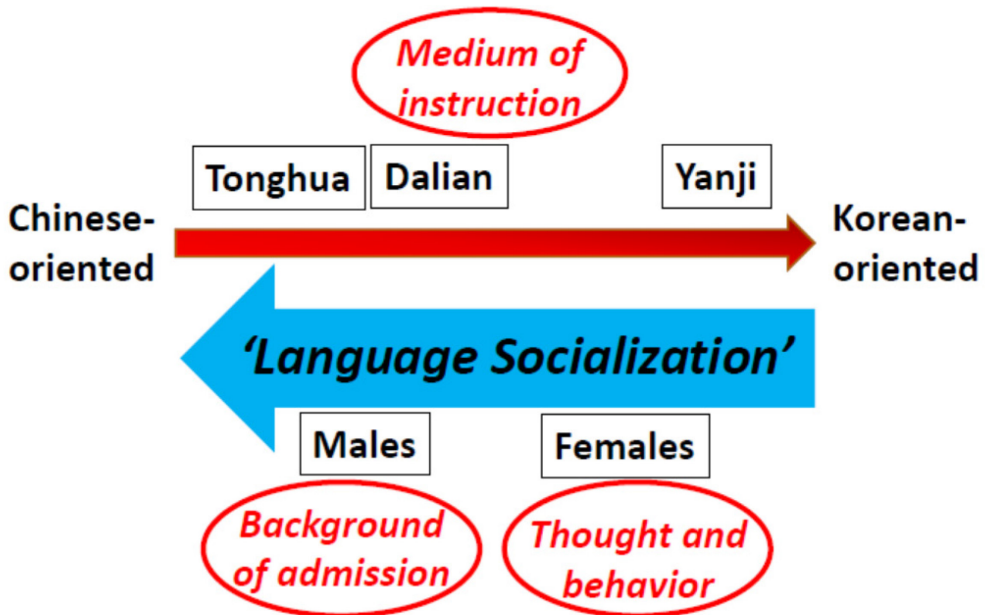 Medium of
instruction
Tonghua
Dalian
Yanji
Chinese-
oriented
Korean-
oriented
‘Language Socialization’
Males
Females
Background
of admission
Thought and
behavior